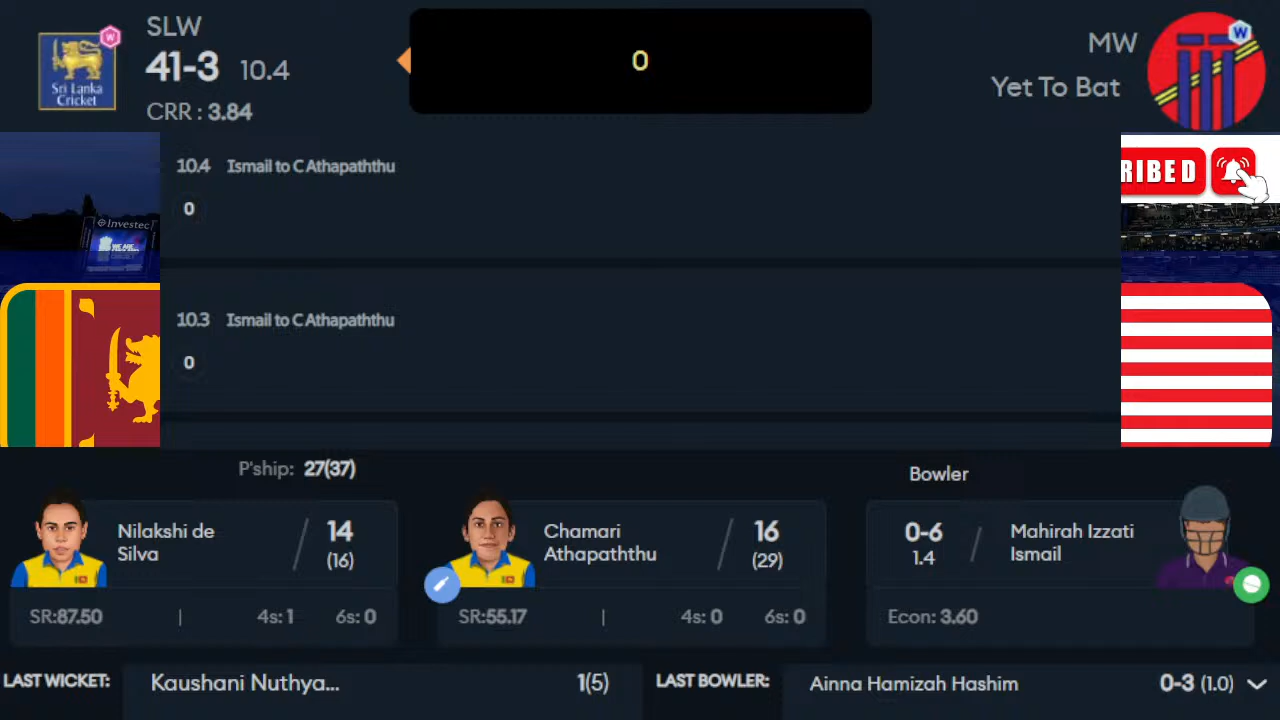 SLW
41-3 10.4
CRR : 3.84
Sri Lanka
Cricket
W
0
MW
Yet To Bat
W
10.4 Ismail to C Athapaththu
0
10.3 Ismail to C Athapaththu
0
Investec
WE ARE
RIBED
P'ship: 27(37)
Bowler
Nilakshi de
Silva
14
(16)
SR:87.50 | 4s: 1 6s: 0
Chamari
Athapaththu
16
(29)
SR:55.17 | 4s: 0 6s: 0
0-6
1.4
Mahirah Izzati
Ismail
Econ: 3.60
LAST WICKET: Kaushani Nuthya... 1(5)
LAST BOWLER: Ainna Hamizah Hashim 0-3 (1.0)